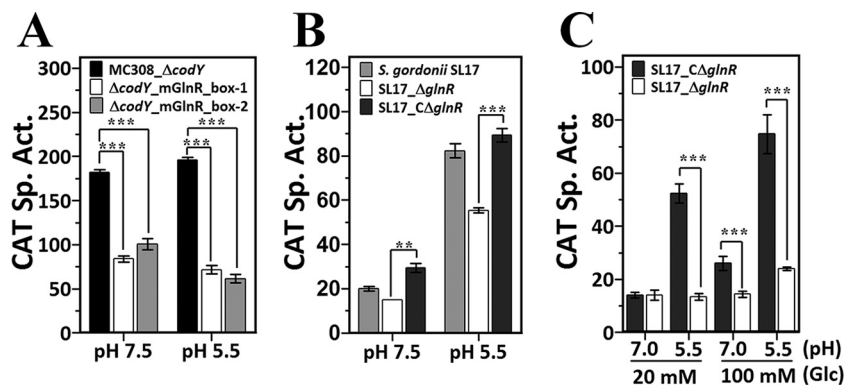 A
CAT Sp. Act.
300
250
200
150
100
75
50
25
0
MC308_ΔcodY
ΔcodY_mGlnR_box-1
ΔcodY_mGlnR_box-2
***
***
***
***
pH 7.5 pH 5.5
B
CAT Sp. Act.
120
100
80
60
40
20
0
S. gordonii SL17
SL17_ΔglnR
SL17_CΔglnR
**
***
pH 7.5 pH 5.5
C
CAT Sp. Act.
100
80
60
40
20
0
SL17_CΔglnR
SL17_ΔglnR
***
***
***
7.0 5.5 7.0 5.5 (pH)
20 mM 100 mM (Glc)